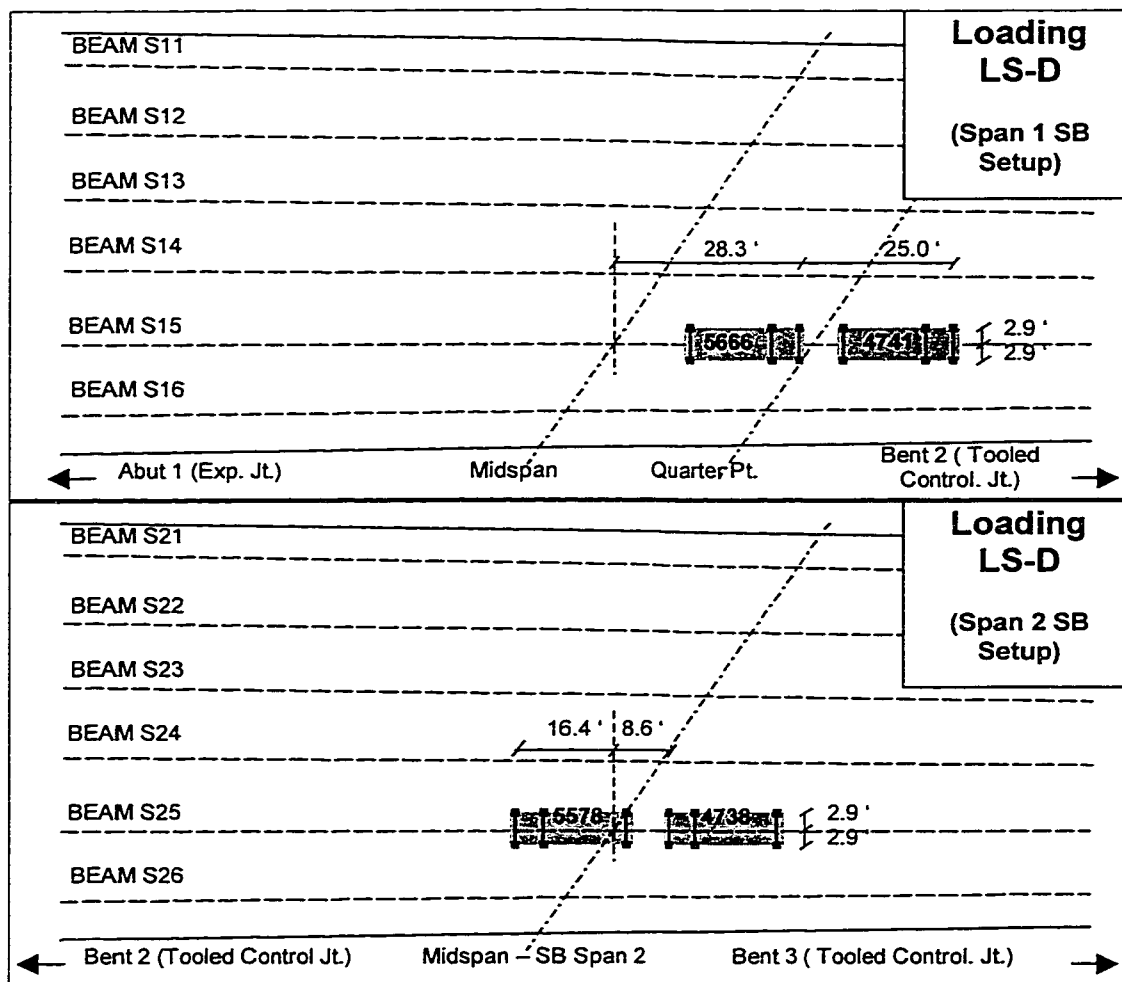 BEAM S11
Loading
LS-D
(Span 1 SB
Setup)
BEAM S12
BEAM S13
BEAM S14
28.3 '
25.0 '
BEAM S15
5666
4741
2.9 '
2.9 '
BEAM S16
Abut 1 (Exp. Jt.)
Midspan
Quarter Pt.
Bent 2 ( Tooled
Control. Jt.)
BEAM S21
Loading
LS-D
(Span 2 SB
Setup)
BEAM S22
BEAM S23
BEAM S24
16.4 '
8.6 '
BEAM S25
5578
4738
2.9 '
2.9 '
BEAM S26
Bent 2 (Tooled Control Jt.)
Midspan – SB Span 2
Bent 3 ( Tooled Control. Jt.)